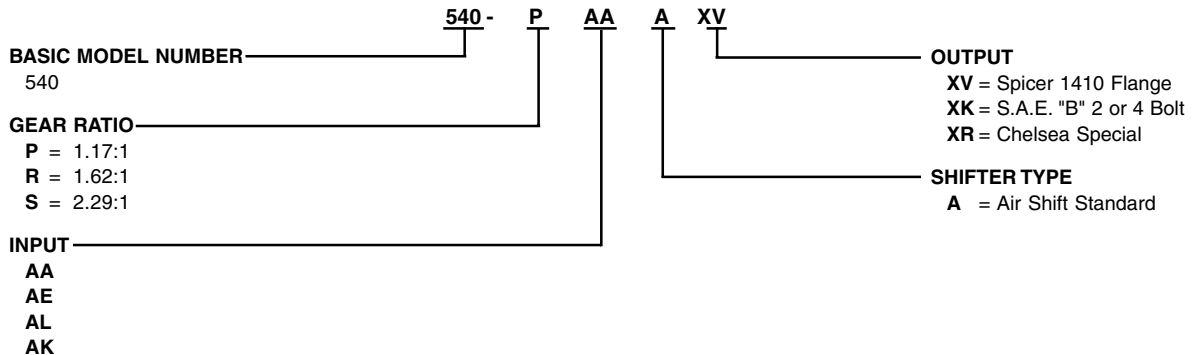 540 - P AA A XV
BASIC MODEL NUMBER
540
GEAR RATIO
P = 1.17:1
R = 1.62:1
S = 2.29:1
INPUT
AA
AE
AL
AK
OUTPUT
XV = Spicer 1410 Flange
XK = S.A.E. "B" 2 or 4 Bolt
XR = Chelsea Special
SHIFTER TYPE
A = Air Shift Standard